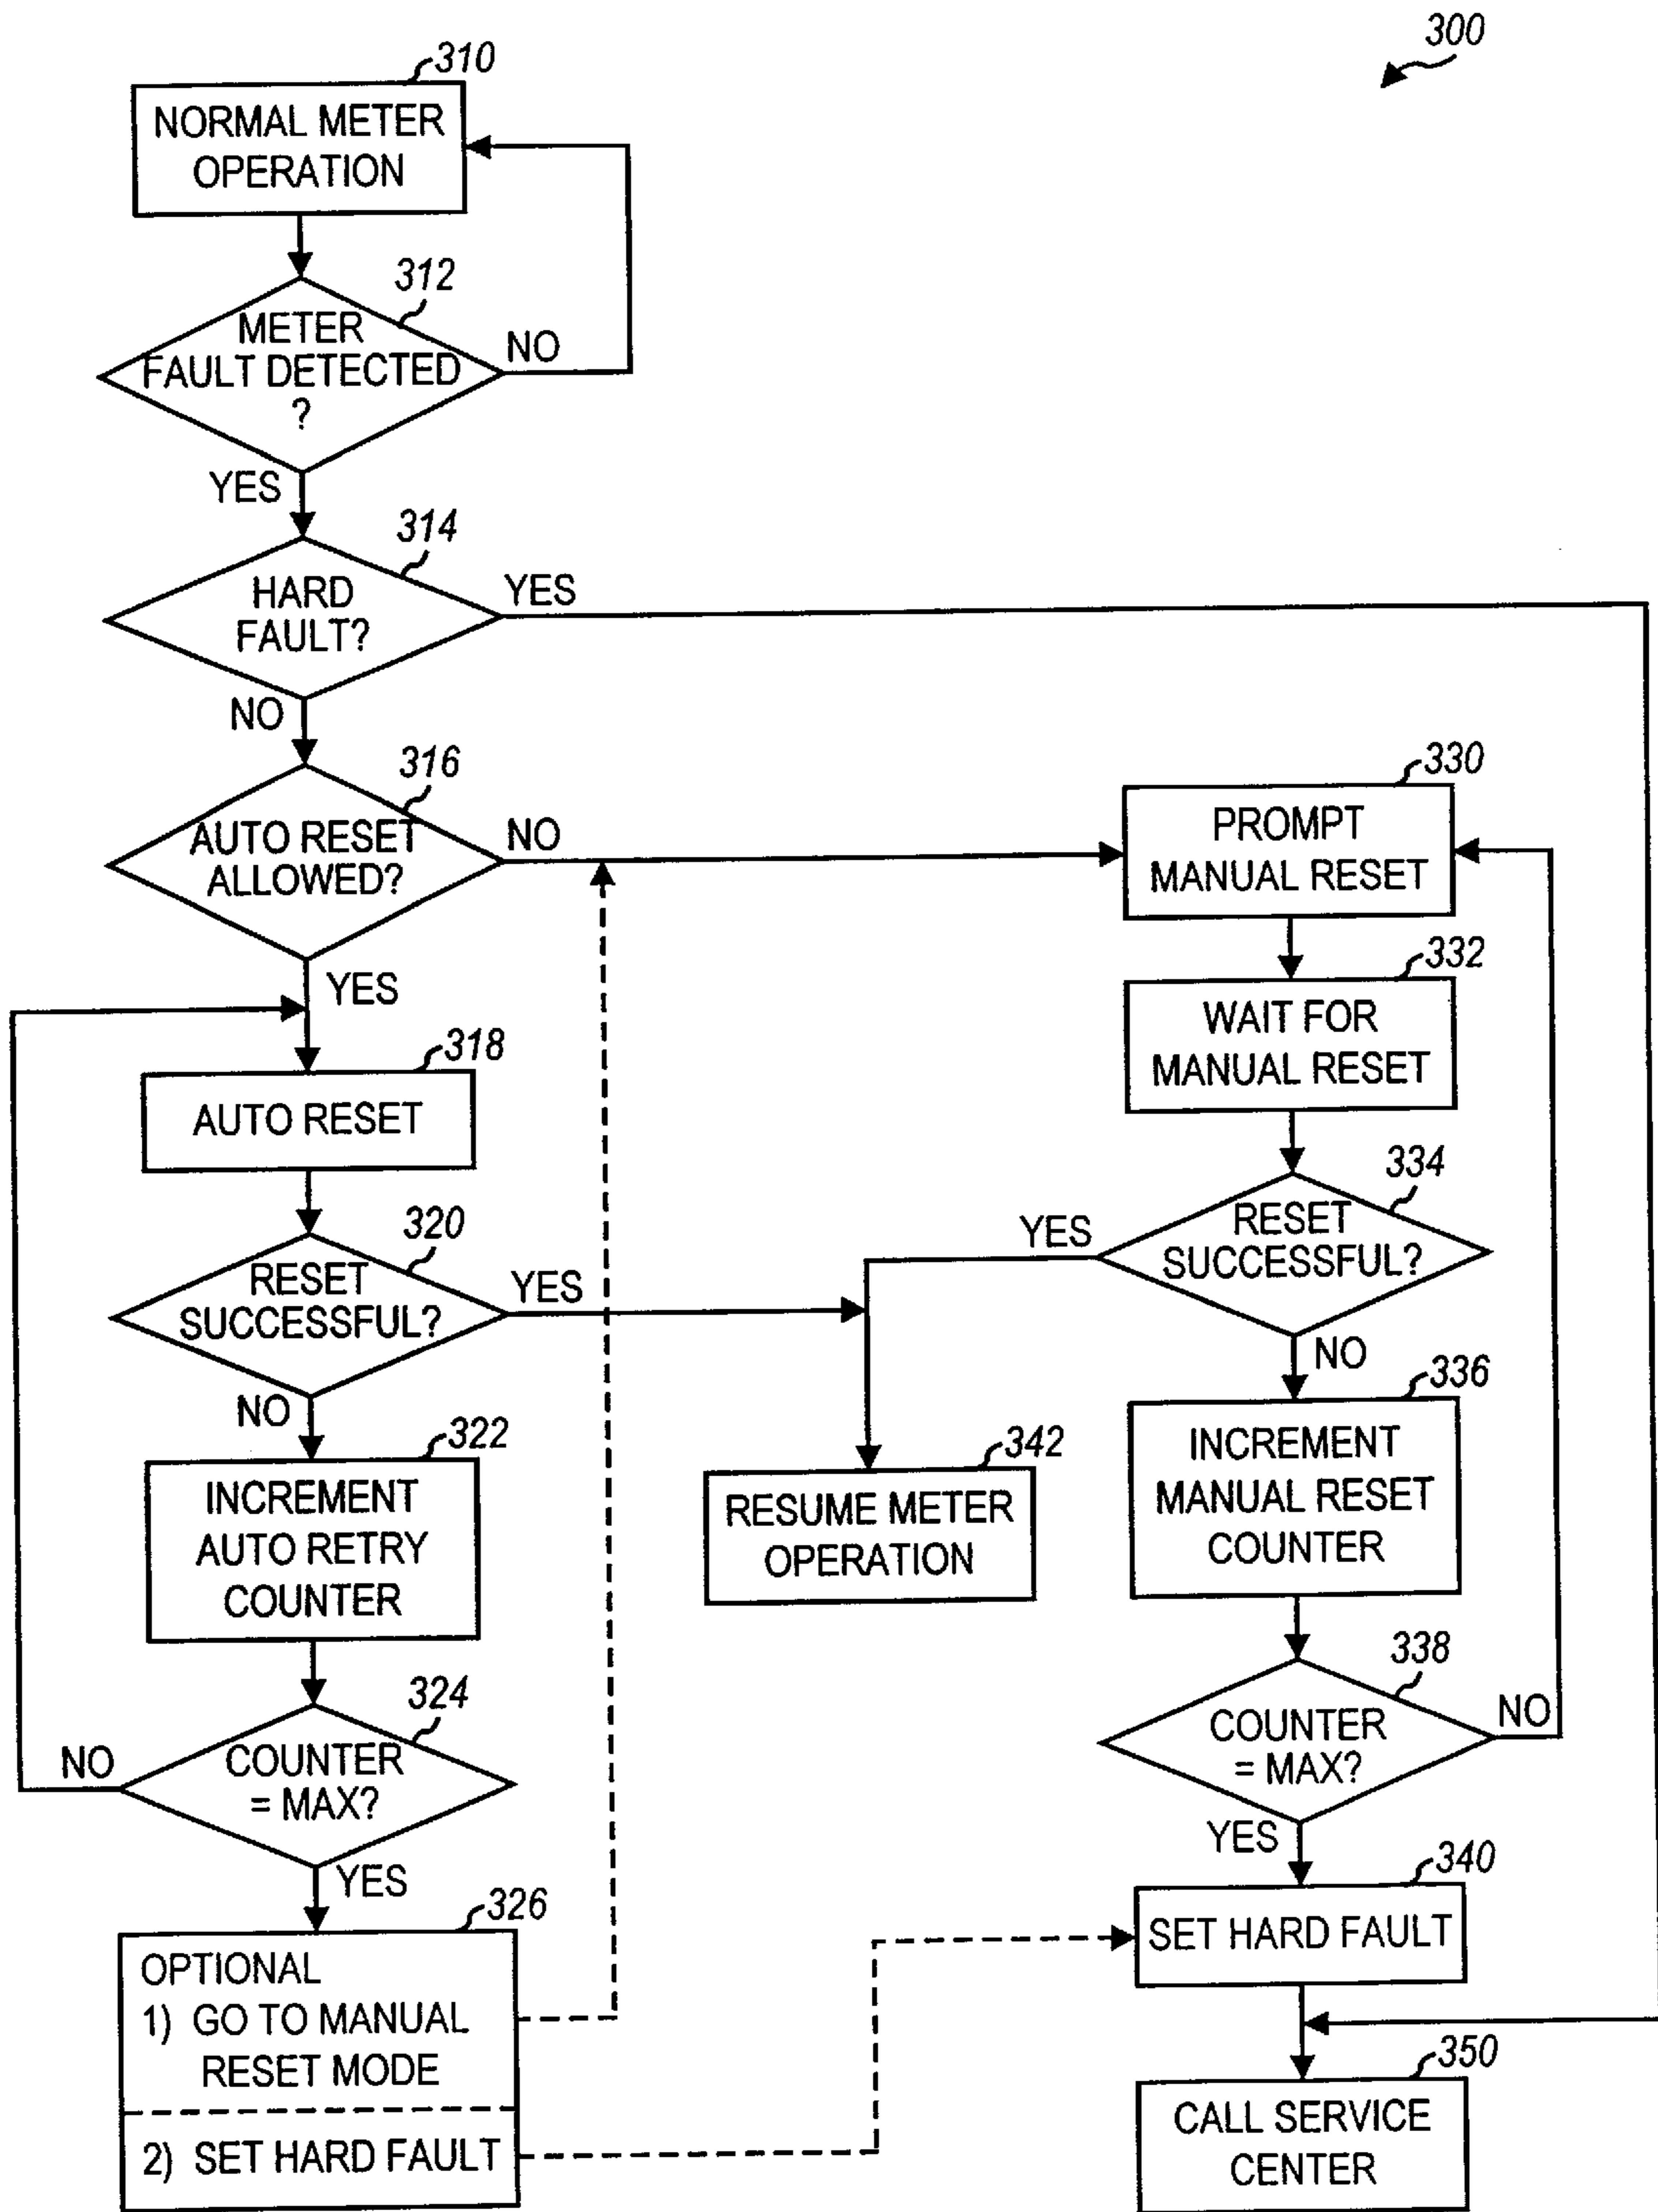 300
310
NORMAL METER
OPERATION
312
METER
FAULT DETECTED
?
NO
YES
314
HARD
FAULT?
YES
NO
316
AUTO RESET
ALLOWED?
NO
YES
318
AUTO RESET
320
RESET
SUCCESSFUL?
YES
NO
322
INCREMENT
AUTO RETRY
COUNTER
324
COUNTER
= MAX?
NO
YES
326
OPTIONAL
1) GO TO MANUAL
RESET MODE
2) SET HARD FAULT
330
PROMPT
MANUAL RESET
332
WAIT FOR
MANUAL RESET
334
RESET
SUCCESSFUL?
YES
NO
342
RESUME METER
OPERATION
336
INCREMENT
MANUAL RESET
COUNTER
338
COUNTER
= MAX?
NO
YES
340
SET HARD FAULT
350
CALL SERVICE
CENTER